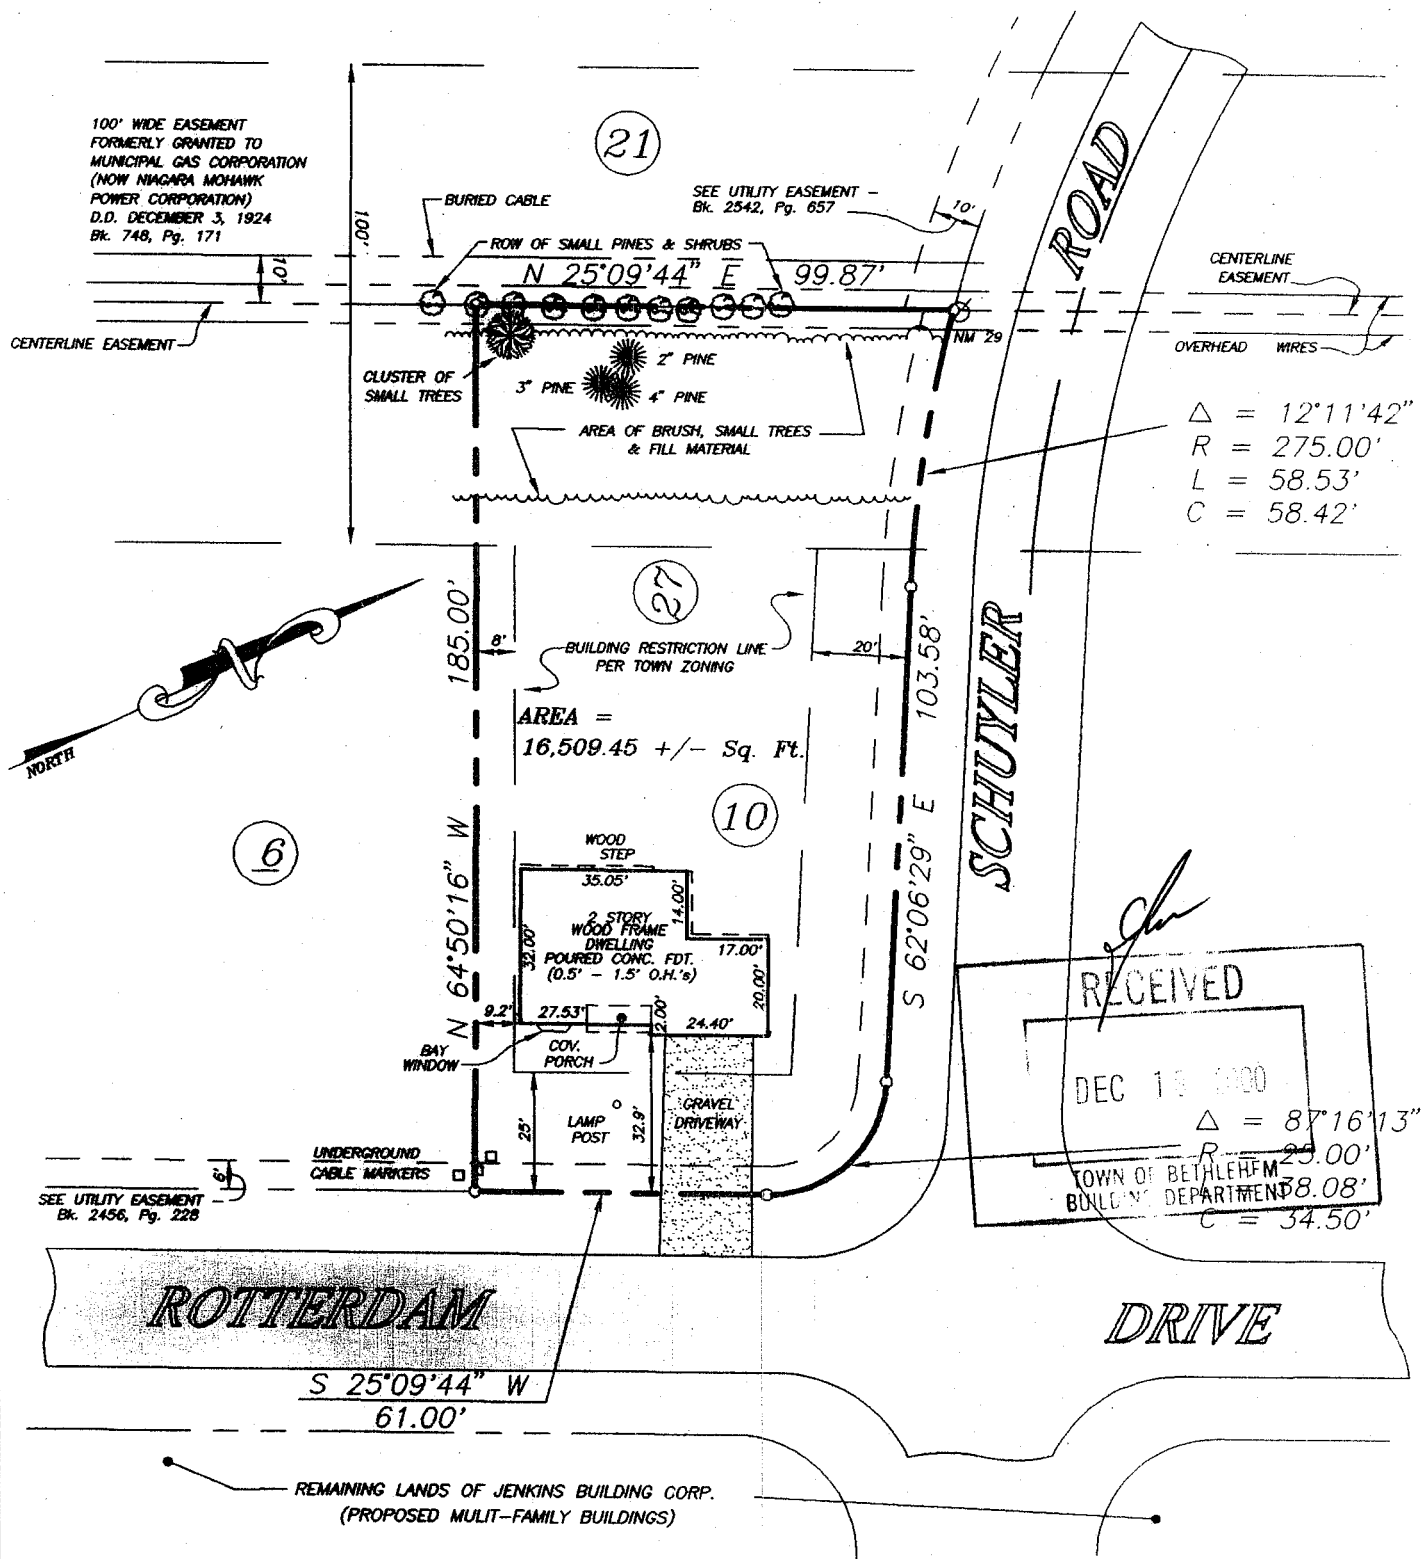 100' WIDE EASEMENT
FORMERLY GRANTED TO
MUNICIPAL GAS CORPORATION
(NOW NIAGARA MOHAWK
POWER CORPORATION)
D.D. DECEMBER 3, 1924
Bk. 748, Pg. 171
100'
10'
21
BURIED CABLE
SEE UTILITY EASEMENT -
Bk. 2542, Pg. 657
10'
ROW OF SMALL PINES & SHRUBS
N 25°09'44" E 99.87'
ROAD
CENTERLINE
EASEMENT
CENTERLINE EASEMENT
NM 29
OVERHEAD WIRES
CLUSTER OF
SMALL TREES
2" PINE
3" PINE
4" PINE
AREA OF BRUSH, SMALL TREES
& FILL MATERIAL
Δ = 12°11'42"
R = 275.00'
L = 58.53'
C = 58.42'
27
185.00'
8'
BUILDING RESTRICTION LINE
PER TOWN ZONING
20'
103.58'
SCHUYLER
NORTH
AREA =
16,509.45 +/- Sq. Ft.
10
6
N 64°50'16" W
S 62°06'29" E
WOOD
STEP
35.05'
14.00'
2 STORY
WOOD FRAME
DWELLING
POURED CONC. FDT.
(0.5' - 1.5' O.H.'s)
32.00'
17.00'
20.00'
9.2'
27.53'
2.00'
24.40'
BAY
WINDOW
COV.
PORCH
25'
LAMP
POST
32.9'
GRAVEL
DRIVEWAY
RECEIVED
DEC 1
TOWN OF BETHLEHEM
BUILDING DEPARTMENT
Δ = 87°16'13"
R = 25.00'
= 38.08'
C = 34.50'
UNDERGROUND
CABLE MARKERS
6'
SEE UTILITY EASEMENT
Bk. 2456, Pg. 228
ROTTERDAM DRIVE
S 25°09'44" W
61.00'
REMAINING LANDS OF JENKINS BUILDING CORP.
(PROPOSED MULIT-FAMILY BUILDINGS)